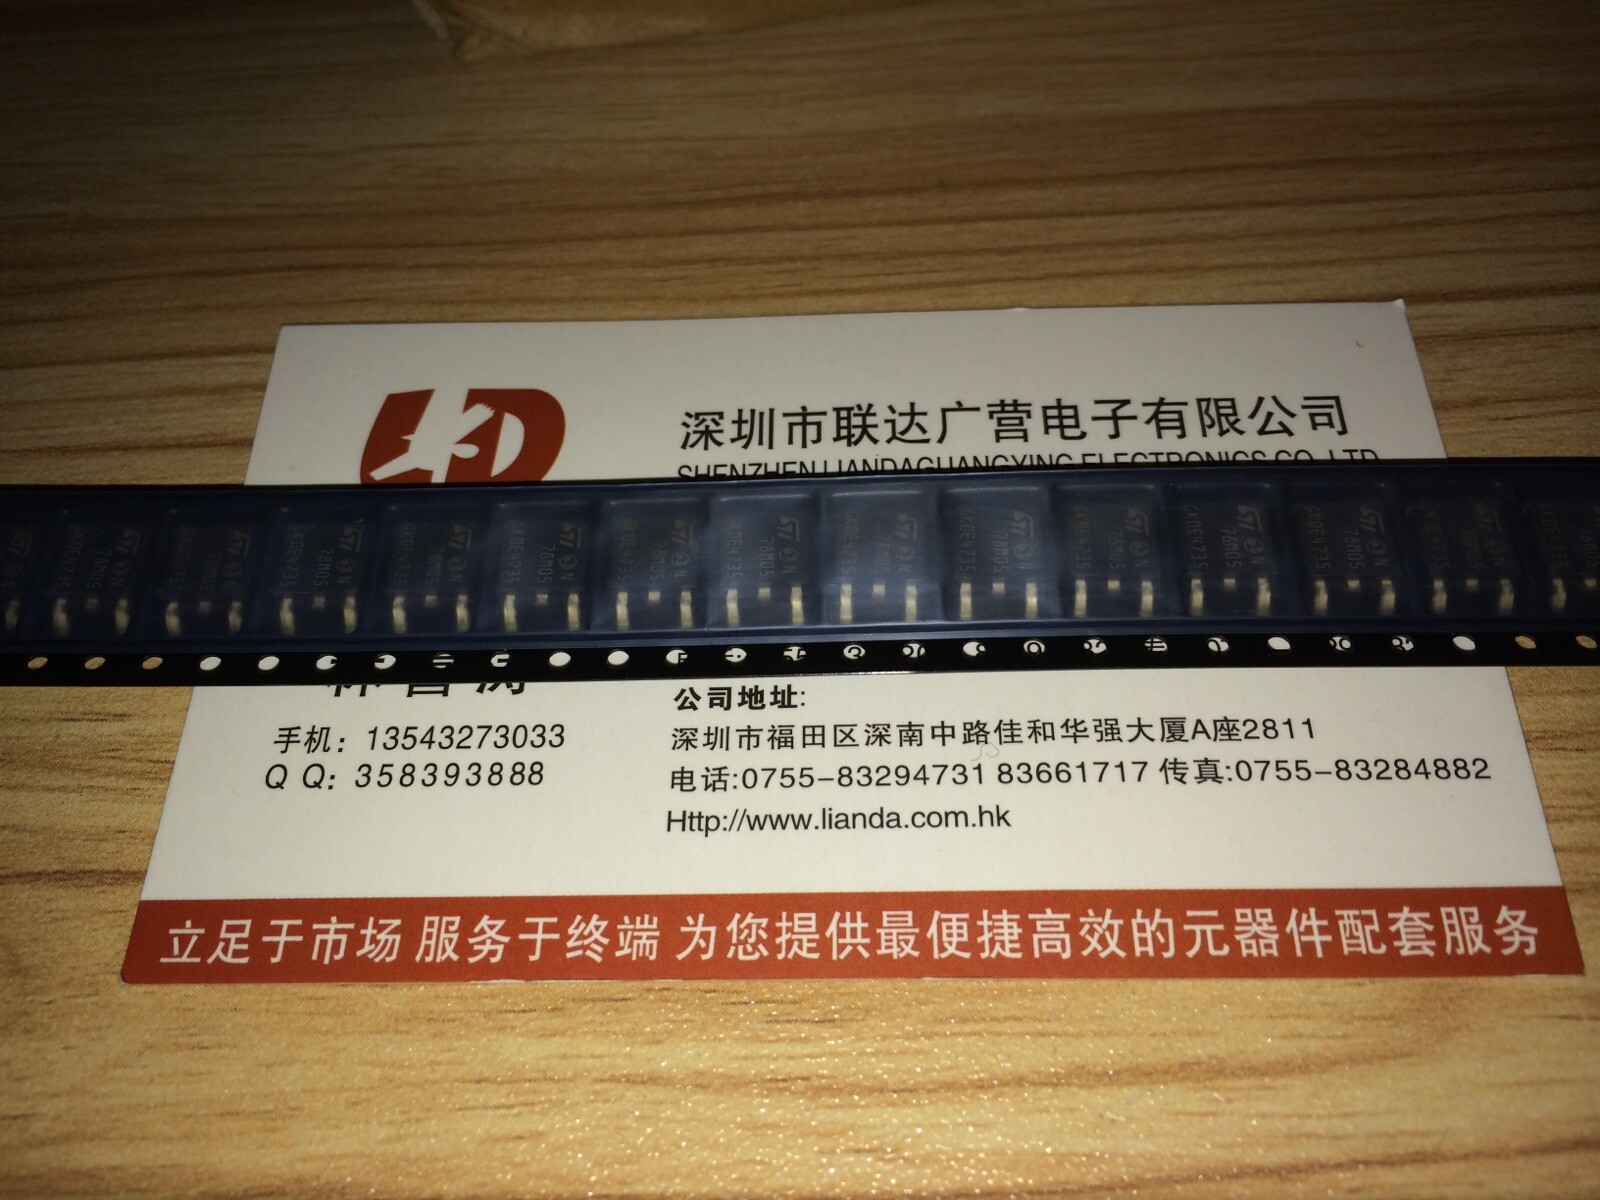 深圳市联达广营电子有限公司
SHENZHEN LIANDAGUANGYING ELECTRONICS CO.,LTD
ST
78M05
公司地址:
手机：13543273033
深圳市福田区深南中路佳和华强大厦A座2811
Q Q：358393888
电话:0755-83294731 83661717 传真:0755-83284882
Http://www.lianda.com.hk
立足于市场 服务于终端 为您提供最便捷高效的元器件配套服务